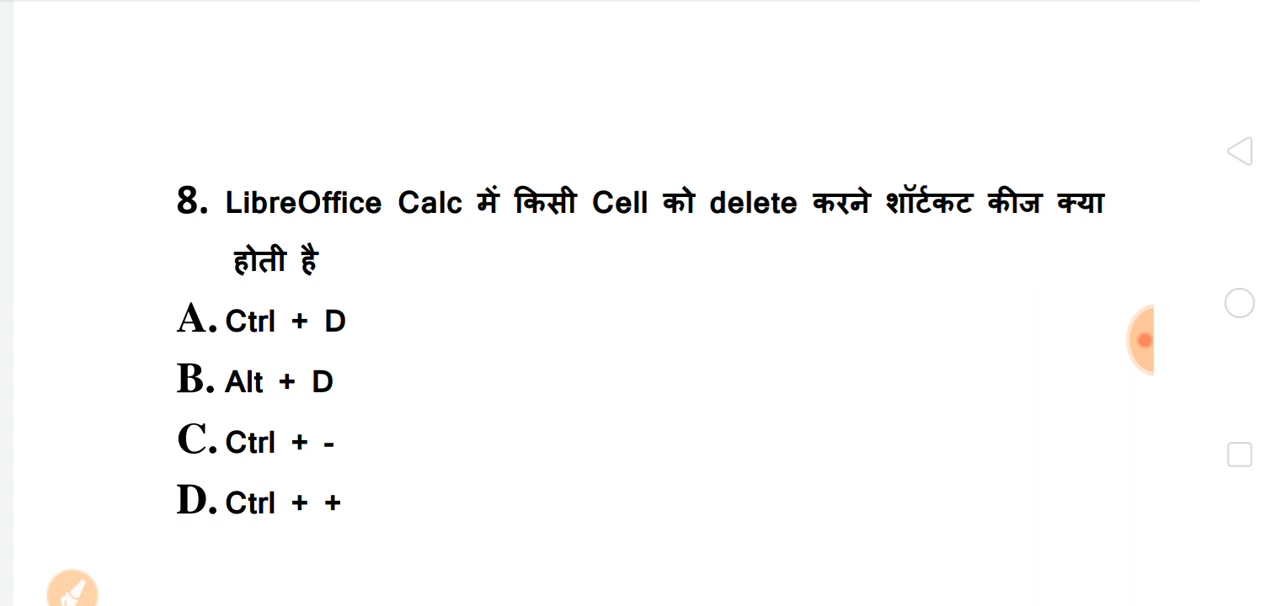 8. LibreOffice Calc में किसी Cell को delete करने शॉर्टकट कीज क्या
होती है
A. Ctrl + D
B. Alt + D
C. Ctrl + -
D. Ctrl + +